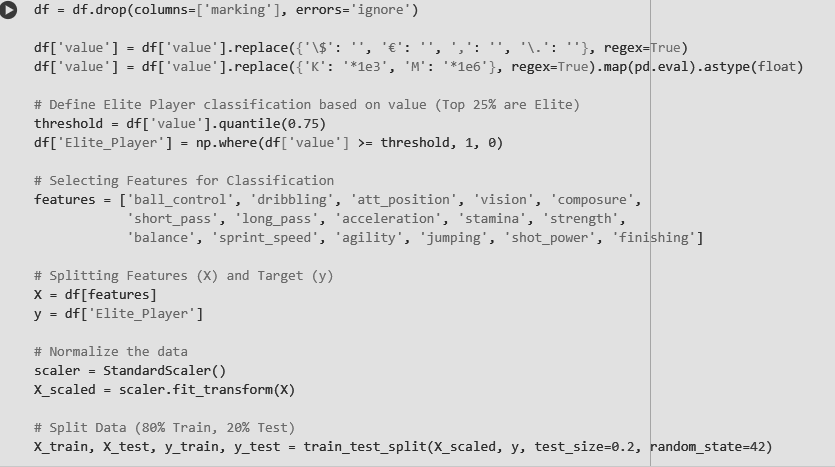 df = df.drop(columns=['marking'], errors='ignore')
df['value'] = df['value'].replace({'\$': '', '€': '', ',': '', '\.': ''}, regex=True)
df['value'] = df['value'].replace({'K': '*1e3', 'M': '*1e6'}, regex=True).map(pd.eval).astype(float)
# Define Elite Player classification based on value (Top 25% are Elite)
threshold = df['value'].quantile(0.75)
df['Elite_Player'] = np.where(df['value'] >= threshold, 1, 0)
# Selecting Features for Classification
features = ['ball_control', 'dribbling', 'att_position', 'vision', 'composure',
'short_pass', 'long_pass', 'acceleration', 'stamina', 'strength',
'balance', 'sprint_speed', 'agility', 'jumping', 'shot_power', 'finishing']
# Splitting Features (X) and Target (y)
X = df[features]
y = df['Elite_Player']
# Normalize the data
scaler = StandardScaler()
X_scaled = scaler.fit_transform(X)
# Split Data (80% Train, 20% Test)
X_train, X_test, y_train, y_test = train_test_split(X_scaled, y, test_size=0.2, random_state=42)